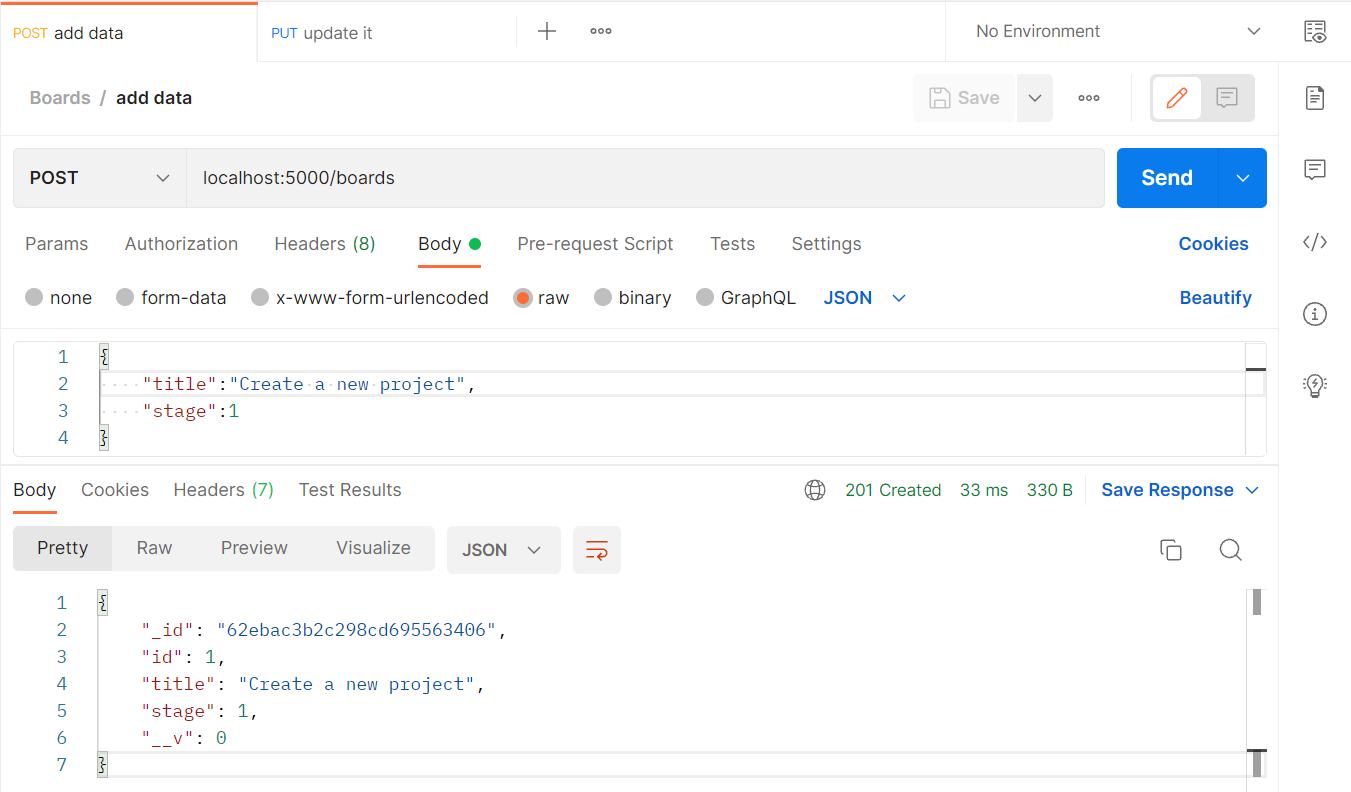 POST add data
PUT update it
No Environment
Boards / add data
Save
POST
localhost:5000/boards
Send
Params Authorization Headers (8) Body Pre-request Script Tests Settings Cookies
none form-data x-www-form-urlencoded raw binary GraphQL JSON Beautify
1 {
2 ····"title":"Create·a·new·project",
3 ····"stage":1
4 }
Body Cookies Headers (7) Test Results 201 Created 33 ms 330 B Save Response
Pretty Raw Preview Visualize JSON
1 {
2 "_id": "62ebac3b2c298cd695563406",
3 "id": 1,
4 "title": "Create a new project",
5 "stage": 1,
6 "__v": 0
7 }